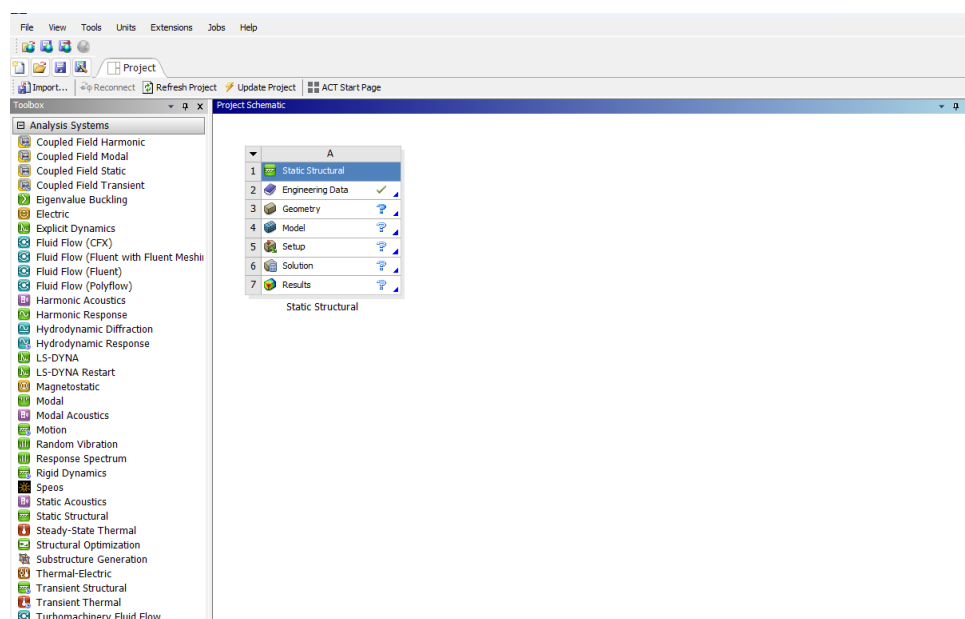 File View Tools Units Extensions Jobs Help
Project
Import... Reconnect Refresh Project Update Project ACT Start Page
Toolbox
Project Schematic
Analysis Systems
Coupled Field Harmonic
Coupled Field Modal
Coupled Field Static
Coupled Field Transient
Eigenvalue Buckling
Electric
Explicit Dynamics
Fluid Flow (CFX)
Fluid Flow (Fluent with Fluent Meshi
Fluid Flow (Fluent)
Fluid Flow (Polyflow)
Harmonic Acoustics
Harmonic Response
Hydrodynamic Diffraction
Hydrodynamic Response
LS-DYNA
LS-DYNA Restart
Magnetostatic
Modal
Modal Acoustics
Motion
Random Vibration
Response Spectrum
Rigid Dynamics
Speos
Static Acoustics
Static Structural
Steady-State Thermal
Structural Optimization
Substructure Generation
Thermal-Electric
Transient Structural
Transient Thermal
Turbomachinery Fluid Flow
A
1 Static Structural
2 Engineering Data
3 Geometry
4 Model
5 Setup
6 Solution
7 Results
Static Structural